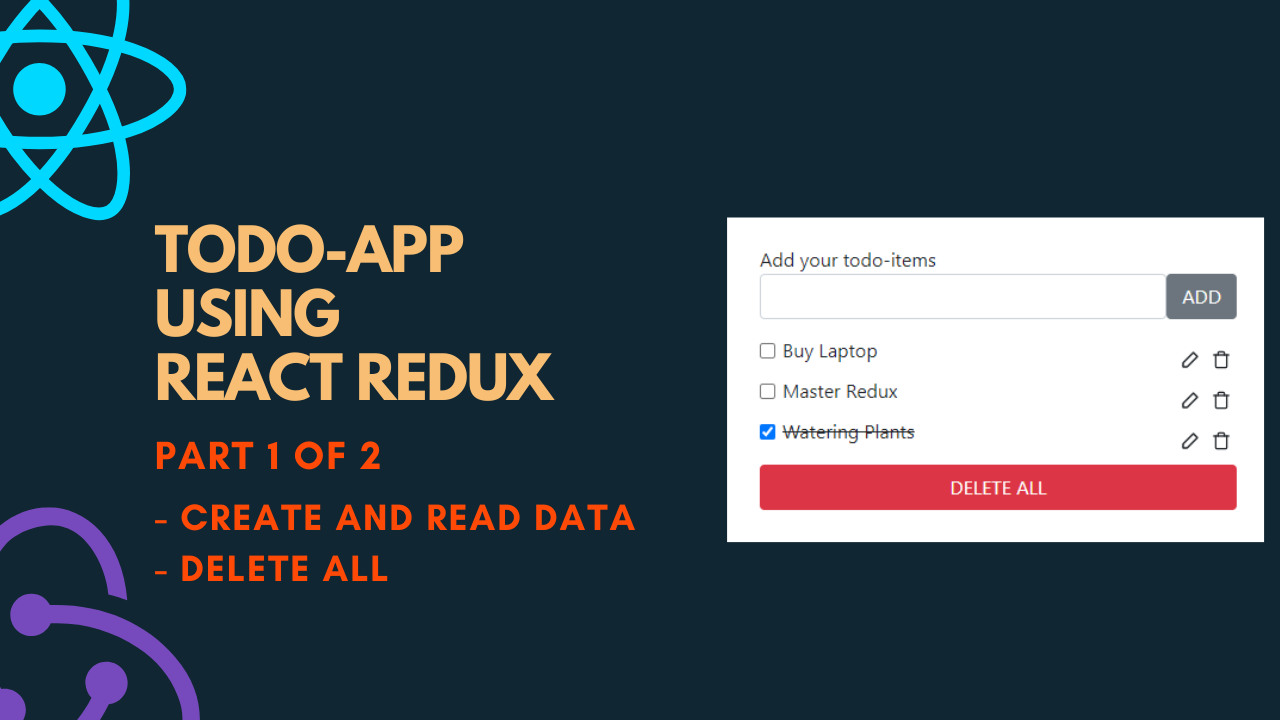 TODO-APP
USING
REACT REDUX
PART 1 OF 2
- CREATE AND READ DATA
- DELETE ALL
Add your todo-items
ADD
Buy Laptop
Master Redux
Watering Plants
DELETE ALL